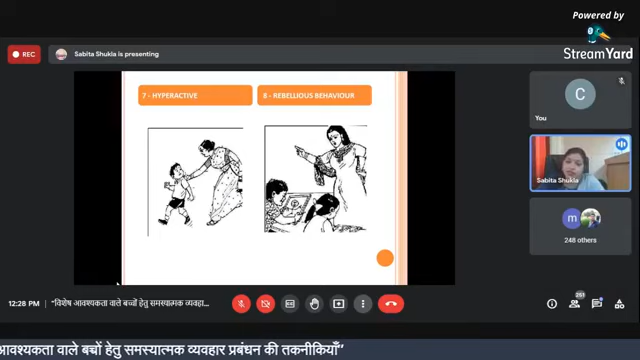 Powered by
StreamYard
REC
Sabita Shukla is presenting
7 - HYPERACTIVE
8 - REBELLIOUS BEHAVIOUR
C
You
Sabita Shukla
m
248 others
12:28 PM
"विशेष आवश्यकता वाले बच्चों हेतु समस्यात्मक व्यवहा...
251
आवश्यकता वाले बच्चों हेतु समस्यात्मक व्यवहार प्रबंधन की तकनीकियाँ"